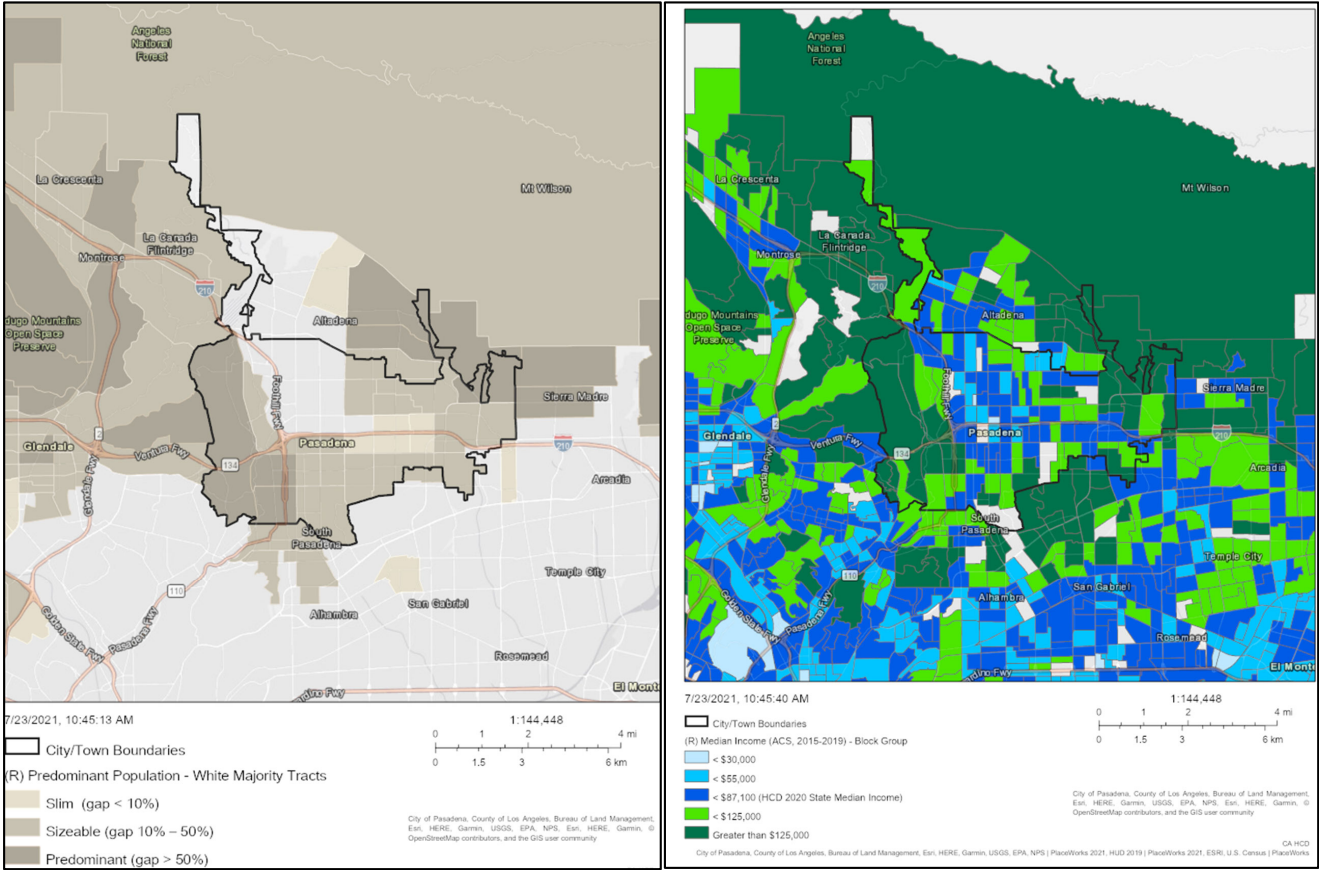 Angeles
National
Forest
La Crescenta
Mt Wilson
La Canada
Flintridge
Montrose
210
dugo Mountains
Open Space
Preserve
Altadena
Foothill Fwy
Sierra Madre
2
Glendale
Pasadena
210
Ventura Fwy
134
Glendale Fwy
Arcadia
South
Pasadena
Temple City
110
Alhambra
San Gabriel
Golden State Fwy
Pasadena Fwy
Rosemead
dino Fwy
El Monte
7/23/2021, 10:45:13 AM
1:144,448
0 1 2 4 mi
0 1.5 3 6 km
City/Town Boundaries
(R) Predominant Population - White Majority Tracts
Slim (gap < 10%)
Sizeable (gap 10% – 50%)
Predominant (gap > 50%)
City of Pasadena, County of Los Angeles, Bureau of Land Management,
Esri, HERE, Garmin, USGS, EPA, NPS, Esri, HERE, Garmin, ©
OpenStreetMap contributors, and the GIS user community
Angeles
National
Forest
La Crescenta
Mt Wilson
La Canada
Flintridge
Montrose
210
dugo Mountains
Open Space
Preserve
Altadena
Foothill Fwy
Sierra Madre
2
Glendale
Pasadena
210
Ventura Fwy
134
Glendale Fwy
Arcadia
South
Pasadena
Temple City
110
Alhambra
San Gabriel
Golden State Fwy
Pasadena Fwy
Rosemead
dino Fwy
El Monte
7/23/2021, 10:45:40 AM
1:144,448
0 1 2 4 mi
0 1.5 3 6 km
City/Town Boundaries
(R) Median Income (ACS, 2015-2019) - Block Group
< $30,000
< $55,000
< $87,100 (HCD 2020 State Median Income)
< $125,000
Greater than $125,000
City of Pasadena, County of Los Angeles, Bureau of Land Management,
Esri, HERE, Garmin, USGS, EPA, NPS, Esri, HERE, Garmin, ©
OpenStreetMap contributors, and the GIS user community
CA HCD
City of Pasadena, County of Los Angeles, Bureau of Land Management, Esri, HERE, Garmin, USGS, EPA, NPS | PlaceWorks 2021, HUD 2019 | PlaceWorks 2021, ESRI, U.S. Census | PlaceWorks